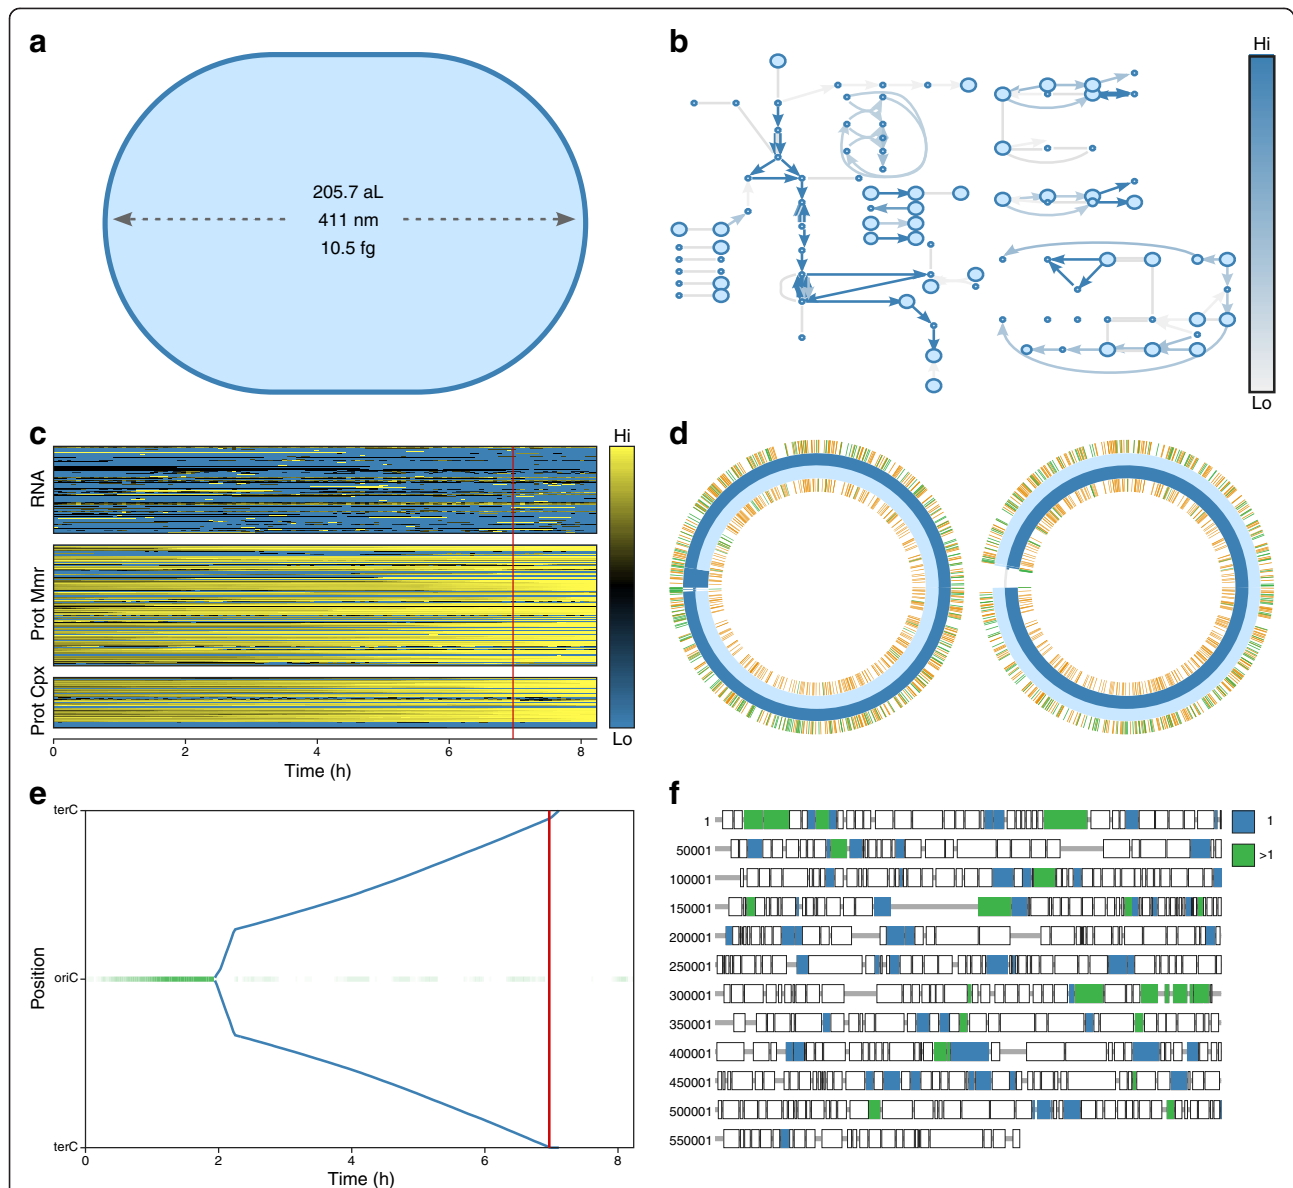 a
205.7 aL
411 nm
10.5 fg
b
Hi
Lo
c
Hi
RNA
Prot Mmr
Prot Cpx
Lo
0 2 4 6 8
Time (h)
d
e
terC
Position
oriC
terC
0 2 4 6 8
Time (h)
f
1
50001
100001
150001
200001
250001
300001
350001
400001
450001
500001
550001
1
>1